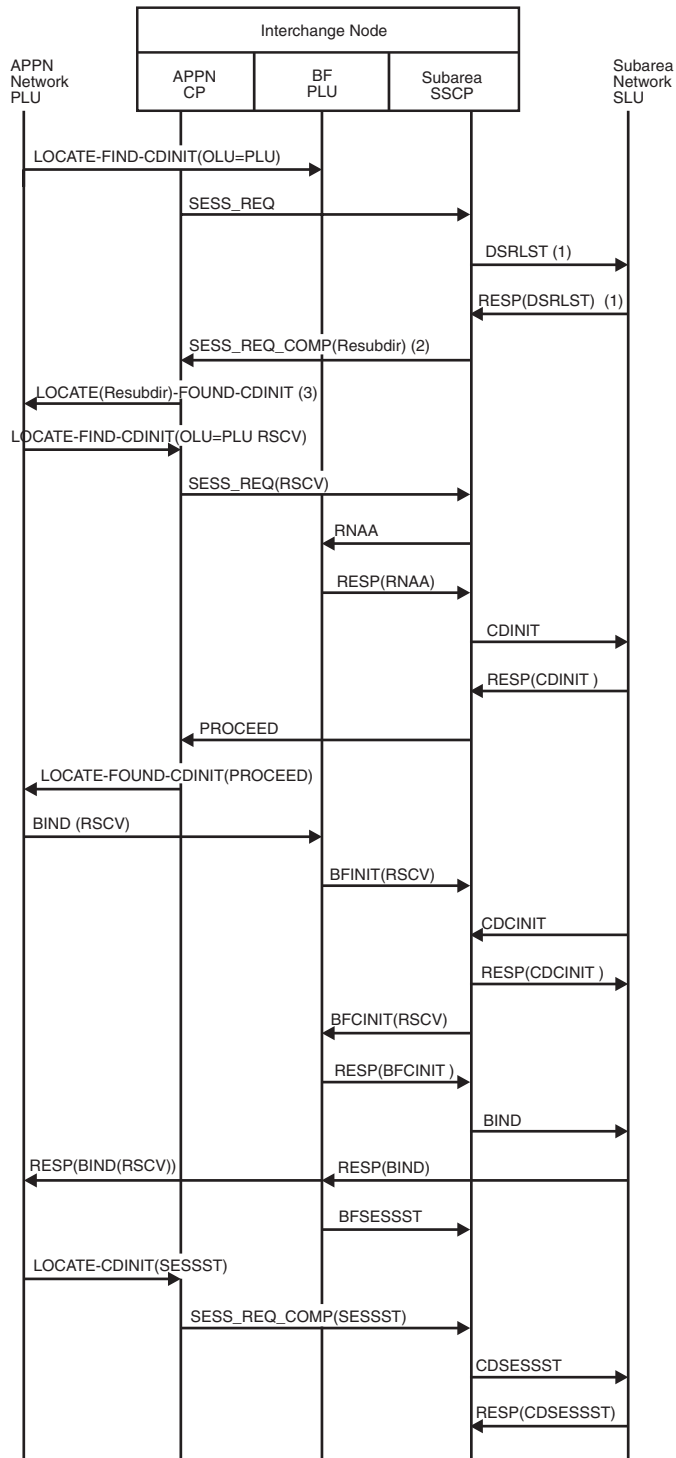 Interchange Node
APPN
Network
PLU
APPN
CP
BF
PLU
Subarea
SSCP
Subarea
Network
SLU
LOCATE-FIND-CDINIT(OLU=PLU)
SESS_REQ
DSRLST (1)
RESP(DSRLST) (1)
SESS_REQ_COMP(Resubdir) (2)
LOCATE(Resubdir)-FOUND-CDINIT (3)
LOCATE-FIND-CDINIT(OLU=PLU RSCV)
SESS_REQ(RSCV)
RNAA
RESP(RNAA)
CDINIT
RESP(CDINIT )
PROCEED
LOCATE-FOUND-CDINIT(PROCEED)
BIND (RSCV)
BFINIT(RSCV)
CDCINIT
RESP(CDCINIT )
BFCINIT(RSCV)
RESP(BFCINIT )
BIND
RESP(BIND(RSCV)) RESP(BIND)
BFSESSST
LOCATE-CDINIT(SESSST)
SESS_REQ_COMP(SESSST)
CDSESSST
RESP(CDSESSST)